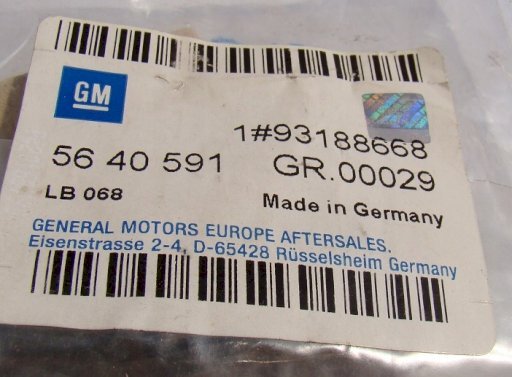 GM
1#93188668
56 40 591 GR.00029
LB 068 Made in Germany
GENERAL MOTORS EUROPE AFTERSALES.
Eisenstrasse 2-4, D-65428 Rüsselsheim Germany